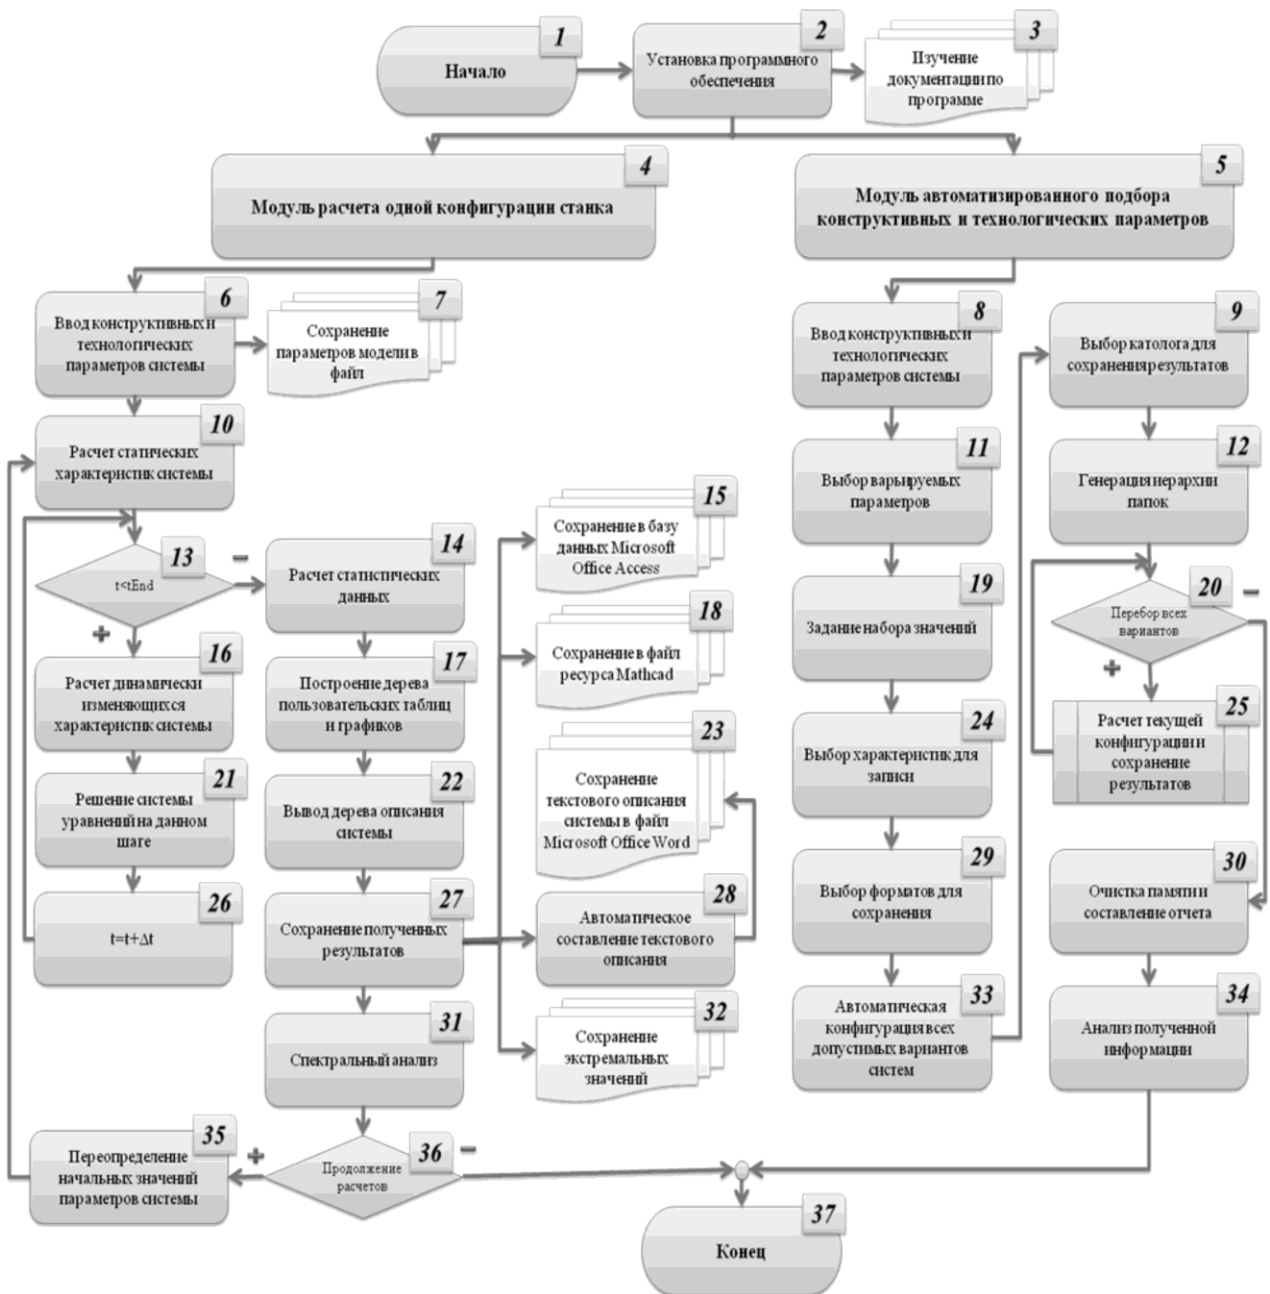 1
Начало
2
Установка программного
обеспечения
3
Изучение
документации по
программе
4
Модуль расчета одной конфигурации станка
5
Модуль автоматизированного подбора
конструктивных и технологических параметров
6
Ввод конструктивных и
технологических
параметров системы
7
Сохранение
параметров модели в
файл
8
Ввод конструктивных и
технологических
параметров системы
9
Выбор католога для
сохранения результатов
10
Расчет статических
характеристик системы
11
Выбор варьируемых
параметров
12
Генерация иерархии
папок
13
t<tEnd
–
+
14
Расчет статистических
данных
15
Сохранение в базу
данных Microsoft
Office Access
16
Расчет динамически
изменяющихся
характеристик системы
17
Построение дерева
пользовательских таблиц
и графиков
18
Сохранение в файл
ресурса Mathcad
19
Задание набора значений
20
Перебор всех
вариантов
–
+
21
Решение системы
уравнений на данном
шаге
22
Вывод дерева описания
системы
23
Сохранение
текстового описания
системы в файл
Microsoft Office Word
24
Выбор характеристик для
записи
25
Расчет текущей
конфигурации и
сохранение
результатов
26
t=t+Δt
27
Сохранение полученных
результатов
28
Автоматическое
составление текстового
описания
29
Выбор форматов для
сохранения
30
Очистка памяти и
составление отчета
31
Спектральный анализ
32
Сохранение
экстремальных
значений
33
Автоматическая
конфигурация всех
допустимых вариантов
систем
34
Анализ полученной
информации
35
Переопределение
начальных значений
параметров системы
+
36
Продолжение
расчетов
–
37
Конец